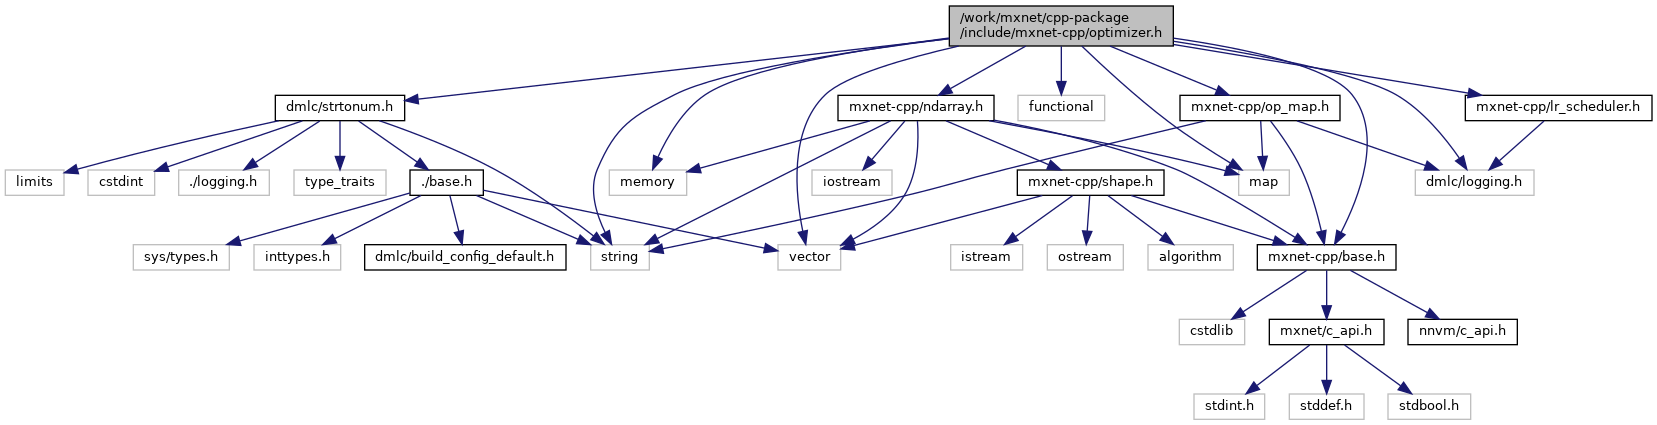 /work/mxnet/cpp-package
/include/mxnet-cpp/optimizer.h
dmlc/strtonum.h
mxnet-cpp/ndarray.h
functional
mxnet-cpp/op_map.h
mxnet-cpp/lr_scheduler.h
limits
cstdint
./logging.h
type_traits
./base.h
memory
iostream
mxnet-cpp/shape.h
map
dmlc/logging.h
sys/types.h
inttypes.h
dmlc/build_config_default.h
string
vector
istream
ostream
algorithm
mxnet-cpp/base.h
cstdlib
mxnet/c_api.h
nnvm/c_api.h
stdint.h
stddef.h
stdbool.h